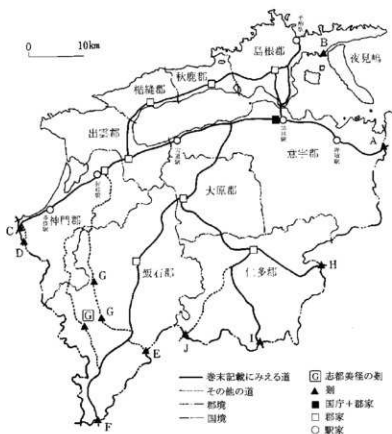 0 10km
島根郡
B
夜見嶋
秋鹿郡
楯縫郡
出雲郡
意宇郡
A
神門郡
大原郡
C
D
飯石郡
仁多郡
G
G
G
H
E
J
I
F
巻末記載にみえる道
その他の道
郡境
国境
G 志都美径の剗
剗
国庁+郡家
郡家
駅家